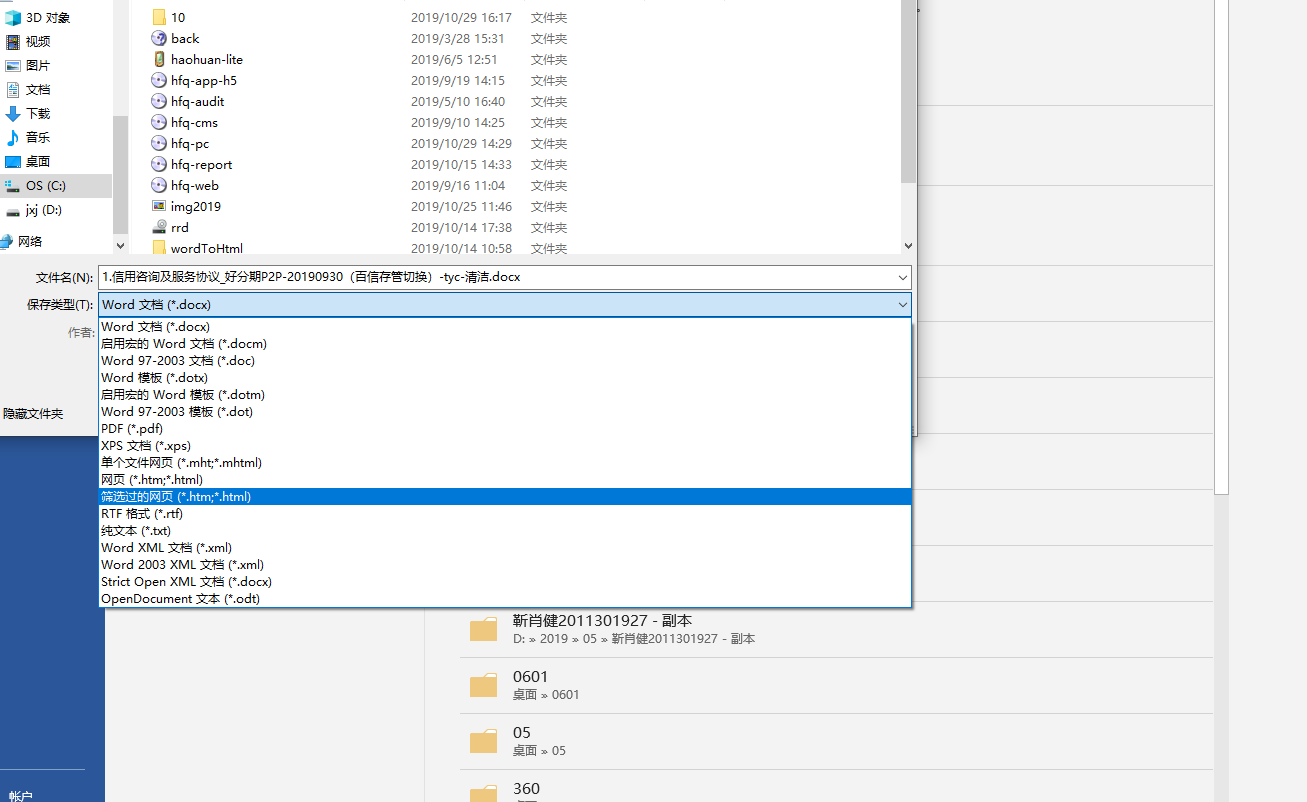 3D 对象
视频
图片
文档
下载
音乐
桌面
OS (C:)
jxj (D:)
网络
10 2019/10/29 16:17 文件夹
back 2019/3/28 15:31 文件夹
haohuan-lite 2019/6/5 12:51 文件夹
hfq-app-h5 2019/9/19 14:15 文件夹
hfq-audit 2019/5/10 16:40 文件夹
hfq-cms 2019/9/10 14:25 文件夹
hfq-pc 2019/10/29 14:29 文件夹
hfq-report 2019/10/15 14:33 文件夹
hfq-web 2019/9/16 11:04 文件夹
img2019 2019/10/25 11:46 文件夹
rrd 2019/10/14 17:38 文件夹
wordToHtml 2019/10/14 10:58 文件夹
文件名(N): 1.信用咨询及服务协议_好分期P2P-20190930（百信存管切换）-tyc-清洁.docx
保存类型(T): Word 文档 (*.docx)
作者:
Word 文档 (*.docx)
启用宏的 Word 文档 (*.docm)
Word 97-2003 文档 (*.doc)
Word 模板 (*.dotx)
启用宏的 Word 模板 (*.dotm)
Word 97-2003 模板 (*.dot)
PDF (*.pdf)
XPS 文档 (*.xps)
单个文件网页 (*.mht;*.mhtml)
网页 (*.htm;*.html)
筛选过的网页 (*.htm;*.html)
RTF 格式 (*.rtf)
纯文本 (*.txt)
Word XML 文档 (*.xml)
Word 2003 XML 文档 (*.xml)
Strict Open XML 文档 (*.docx)
OpenDocument 文本 (*.odt)
隐藏文件夹
靳肖健2011301927 - 副本
D: » 2019 » 05 » 靳肖健2011301927 - 副本
0601
桌面 » 0601
05
桌面 » 05
360
帐户